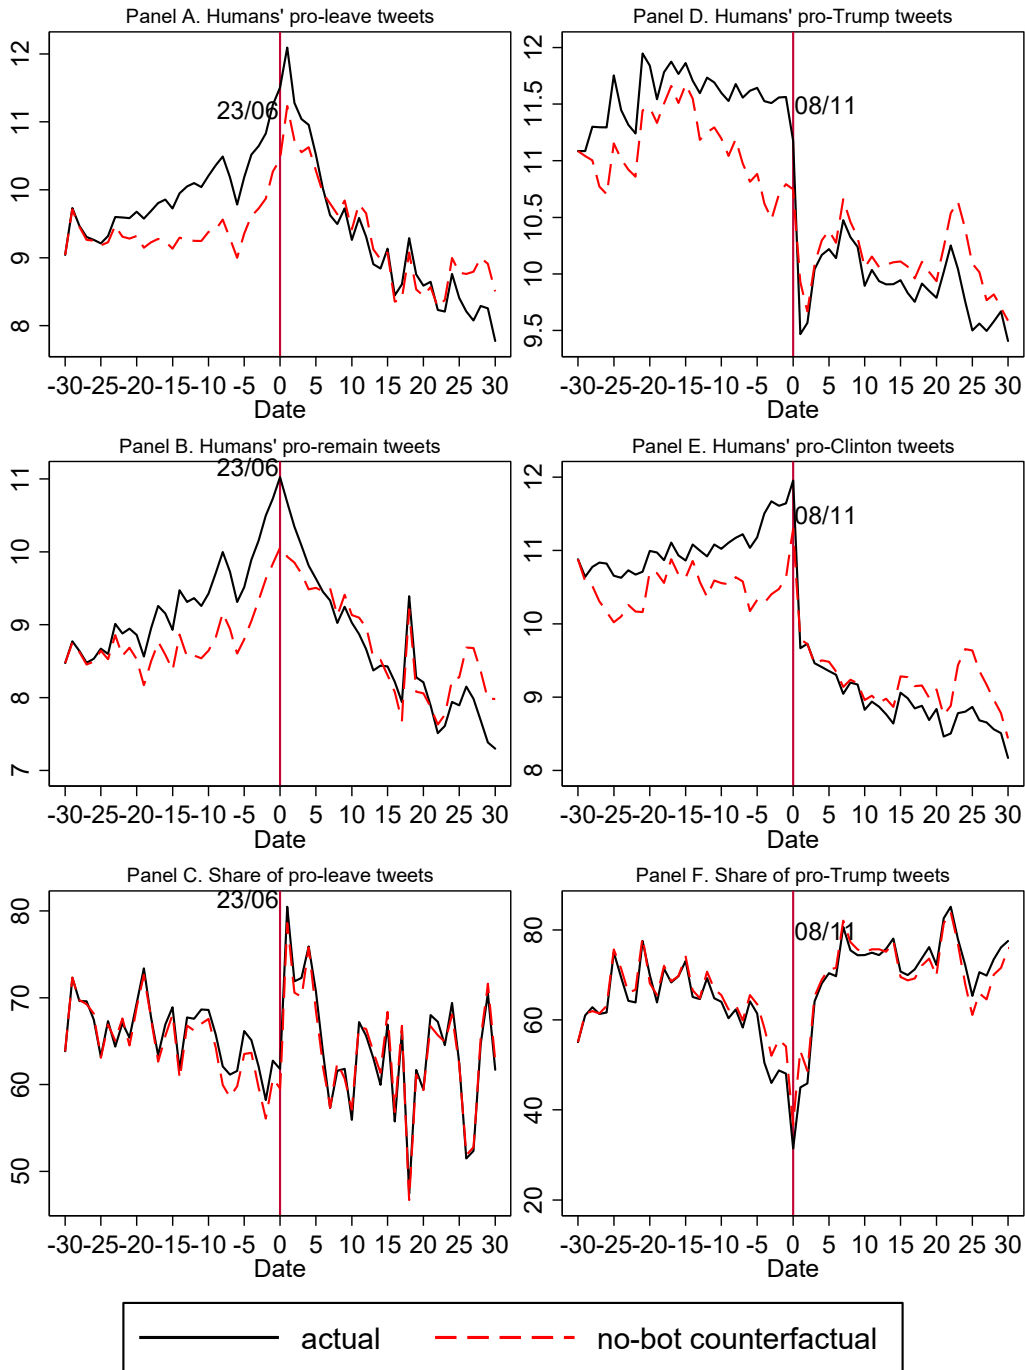 Panel A. Humans' pro-leave tweets
12
11
10
9
8
23/06
-30 -25 -20 -15 -10 -5 0 5 10 15 20 25 30
Date
Panel D. Humans' pro-Trump tweets
12
11.5
11
10.5
10
9.5
08/11
-30 -25 -20 -15 -10 -5 0 5 10 15 20 25 30
Date
Panel B. Humans' pro-remain tweets
11
10
9
8
7
23/06
-30 -25 -20 -15 -10 -5 0 5 10 15 20 25 30
Date
Panel E. Humans' pro-Clinton tweets
12
11
10
9
8
08/11
-30 -25 -20 -15 -10 -5 0 5 10 15 20 25 30
Date
Panel C. Share of pro-leave tweets
80
70
60
50
23/06
-30 -25 -20 -15 -10 -5 0 5 10 15 20 25 30
Date
Panel F. Share of pro-Trump tweets
80
60
40
20
08/11
-30 -25 -20 -15 -10 -5 0 5 10 15 20 25 30
Date
actual
no-bot counterfactual